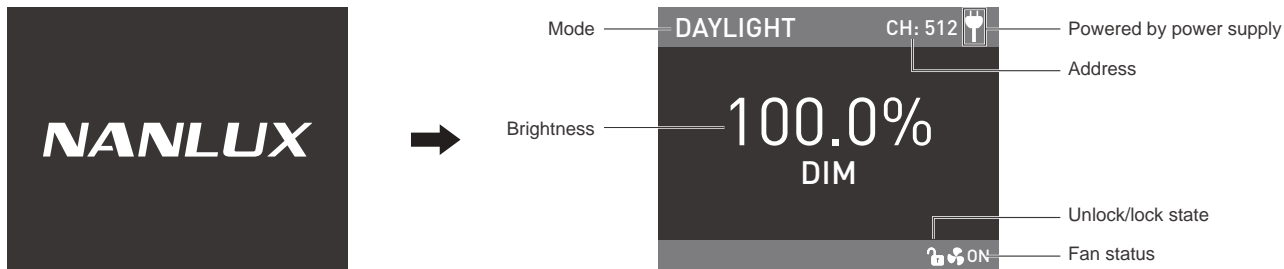 NANLUX
Mode
DAYLIGHT
CH: 512
Powered by power supply
Address
Brightness
100.0%
DIM
Unlock/lock state
ON
Fan status